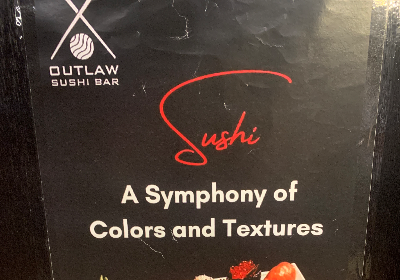 OUTLAW
SUSHI BAR
Sushi
A Symphony of
Colors and Textures